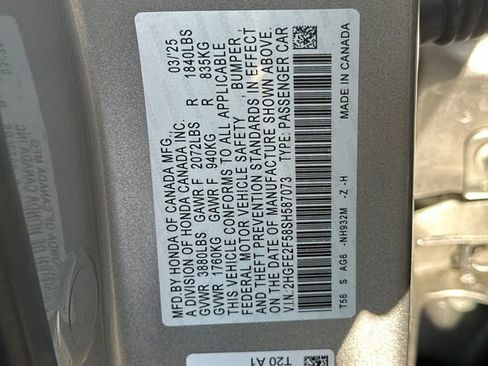 MFD.BY HONDA OF CANADA MFG., 03/25
A DIVISION OF HONDA CANADA INC.
GVWR 3880LBS GAWR F 2072LBS R 1840LBS
GVWR 1760KG GAWR F 940KG R 835KG
THIS VEHICLE CONFORMS TO ALL APPLICABLE
FEDERAL MOTOR VEHICLE SAFETY, BUMPER,
AND THEFT PREVENTION STANDARDS IN EFFECT
ON THE DATE OF MANUFACTURE SHOWN ABOVE.
V.I.N.:2HGFE2F58SH587073 TYPE: PASSENGER CAR
T56 S AG6 -NH932M -Z -H MADE IN CANADA
T20 A1